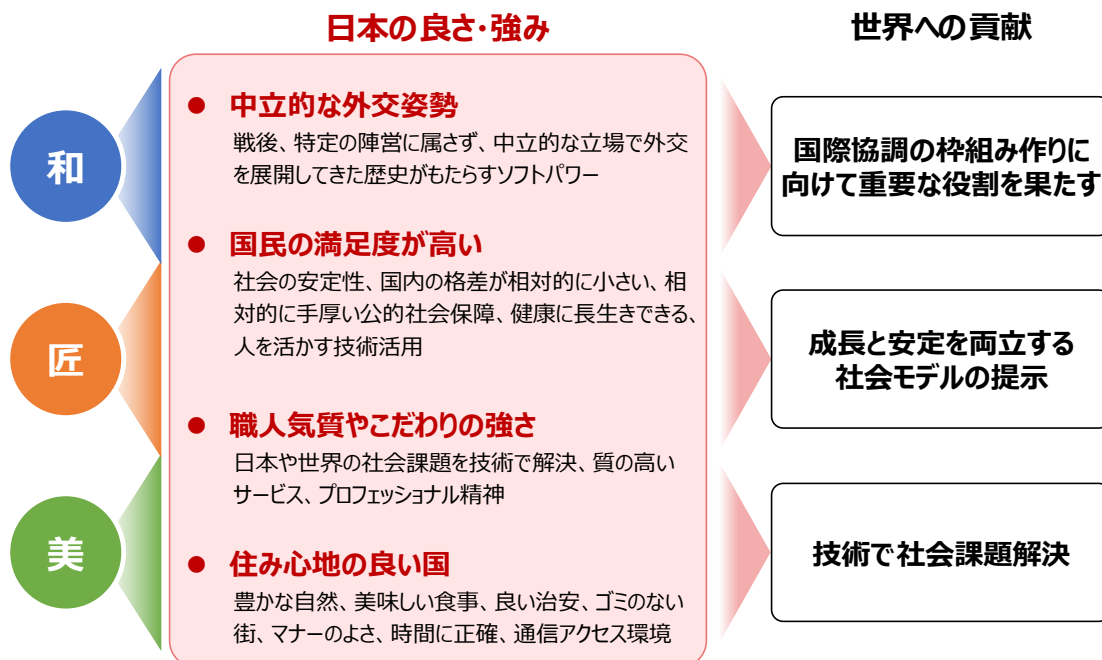 日本の良さ・強み
世界への貢献
和
匠
美
● 中立的な外交姿勢
戦後、特定の陣営に属さず、中立的な立場で外交
を展開してきた歴史がもたらすソフトパワー
● 国民の満足度が高い
社会の安定性、国内の格差が相対的に小さい、相
対的に手厚い公的社会保障、健康に長生きできる、
人を活かす技術活用
● 職人気質やこだわりの強さ
日本や世界の社会課題を技術で解決、質の高い
サービス、プロフェッショナル精神
● 住み心地の良い国
豊かな自然、美味しい食事、良い治安、ゴミのない
街、マナーのよさ、時間に正確、通信アクセス環境
国際協調の枠組み作りに
向けて重要な役割を果たす
成長と安定を両立する
社会モデルの提示
技術で社会課題解決